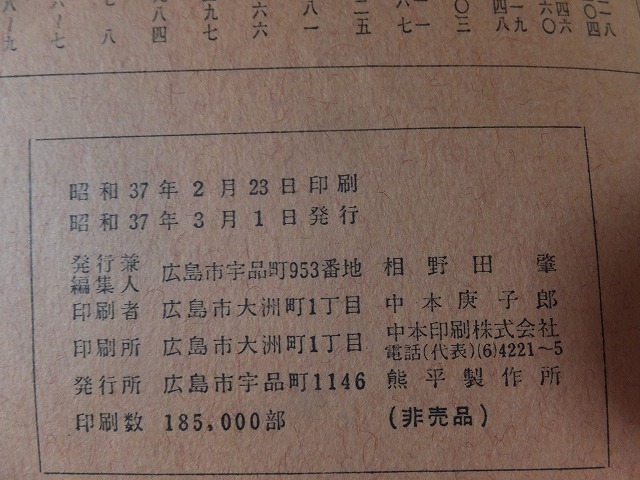 昭和37年2月23日印刷
昭和37年3月1日発行
発行兼編集人 広島市宇品町953番地 相野田肇
印刷者 広島市大洲町1丁目 中本庚子郎
印刷所 広島市大洲町1丁目 中本印刷株式会社
電話(代表)(6)4221〜5
発行所 広島市宇品町1146 熊平製作所
印刷数 185,000部 (非売品)